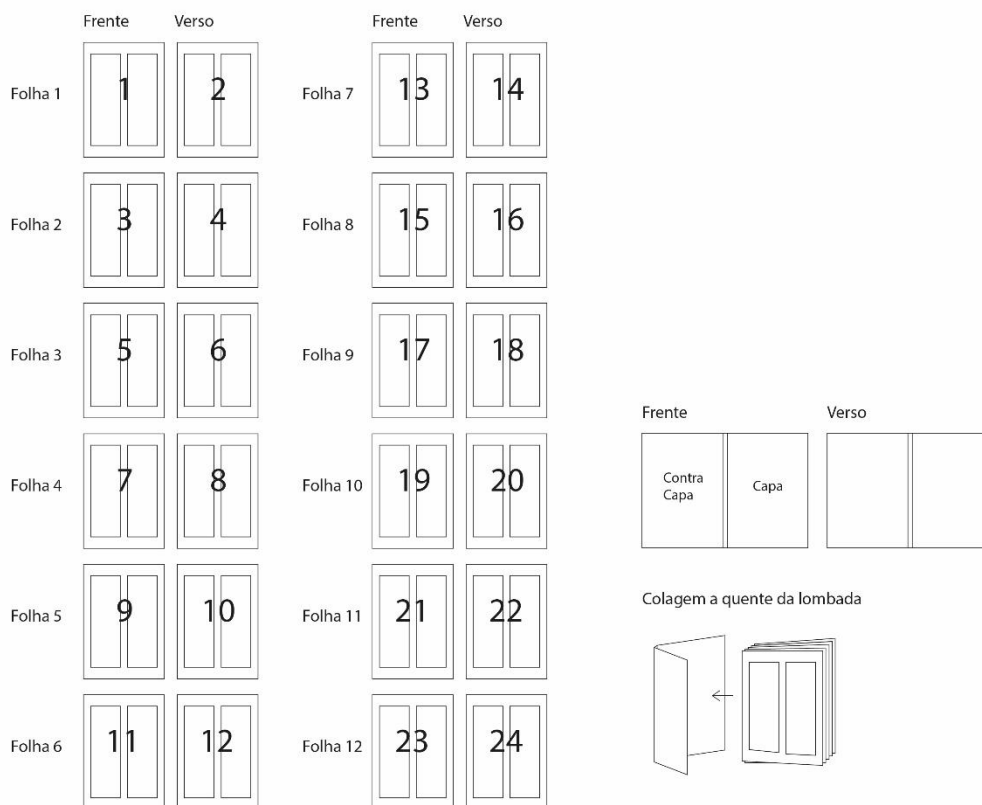 Frente Verso Frente Verso
Folha 1 1 2 Folha 7 13 14
Folha 2 3 4 Folha 8 15 16
Folha 3 5 6 Folha 9 17 18
Frente Verso
Folha 4 7 8 Folha 10 19 20
Contra
Capa
Capa
Folha 5 9 10 Folha 11 21 22
Colagem a quente da lombada
Folha 6 11 12 Folha 12 23 24